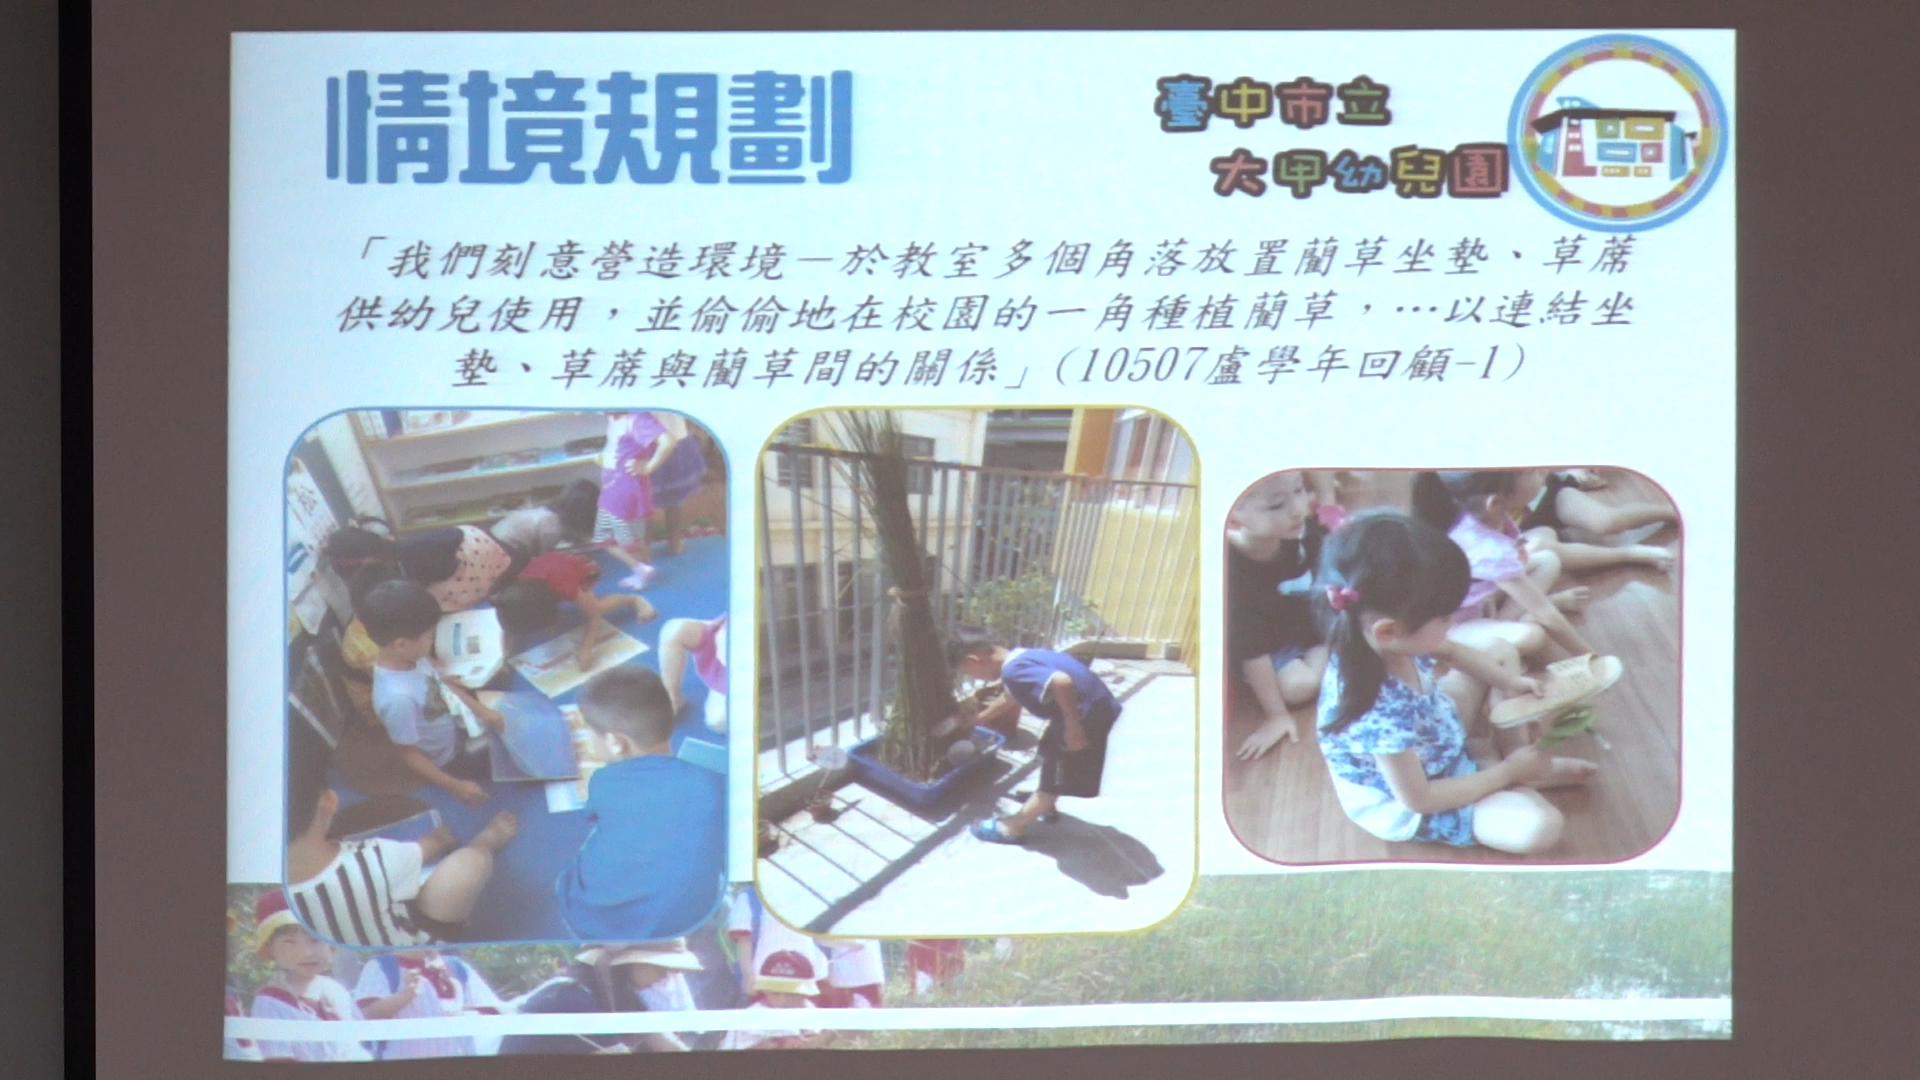 情境規劃
臺中市立
大甲幼兒園
「我們刻意營造環境－於教室多個角落放置藺草坐墊、草蓆
供幼兒使用，並偷偷地在校園的一角種植藺草，…以連結坐
墊、草蓆與藺草間的關係」(10507盧學年回顧-1)